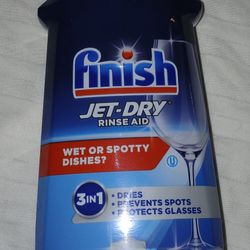 finish
JET-DRY
RINSE AID
WET OR SPOTTY
DISHES?
3IN1
• DRIES
• PREVENTS SPOTS
• PROTECTS GLASSES